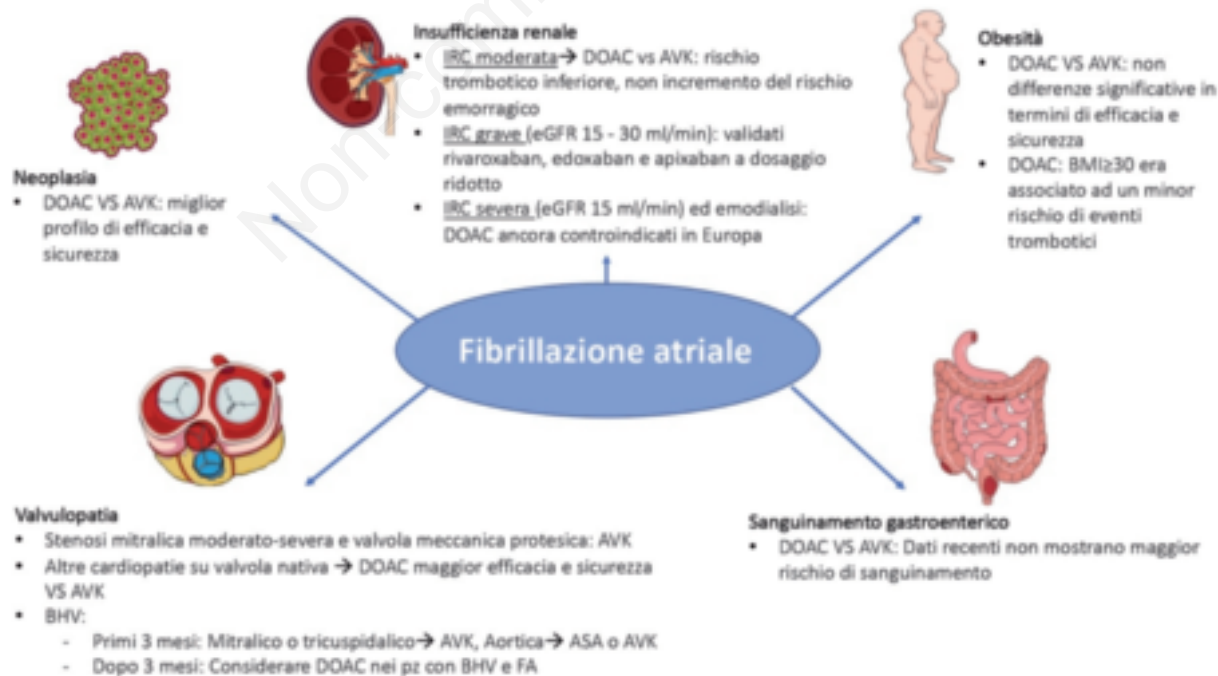 Insufficienza renale
IRC moderata→ DOAC vs AVK: rischio
trombotico inferiore, non incremento del rischio
emorragico
IRC grave (eGFR 15 - 30 ml/min): validati
rivaroxaban, edoxaban e apixaban a dosaggio
ridotto
IRC severa (eGFR 15 ml/min) ed emodialisi:
DOAC ancora controindicati in Europa
Obesità
DOAC VS AVK: non
differenze significative in
termini di efficacia e
sicurezza
DOAC: BMI≥30 era
associato ad un minor
rischio di eventi
trombotici
Neoplasia
DOAC VS AVK: miglior
profilo di efficacia e
sicurezza
Fibrillazione atriale
Valvulopatia
Stenosi mitralica moderato-severa e valvola meccanica protesica: AVK
Altre cardiopatie su valvola nativa → DOAC maggior efficacia e sicurezza
VS AVK
BHV:
- Primi 3 mesi: Mitralico o tricuspidalico→ AVK, Aortica→ ASA o AVK
- Dopo 3 mesi: Considerare DOAC nei pz con BHV e FA
Sanguinamento gastroenterico
DOAC VS AVK: Dati recenti non mostrano maggior
rischio di sanguinamento